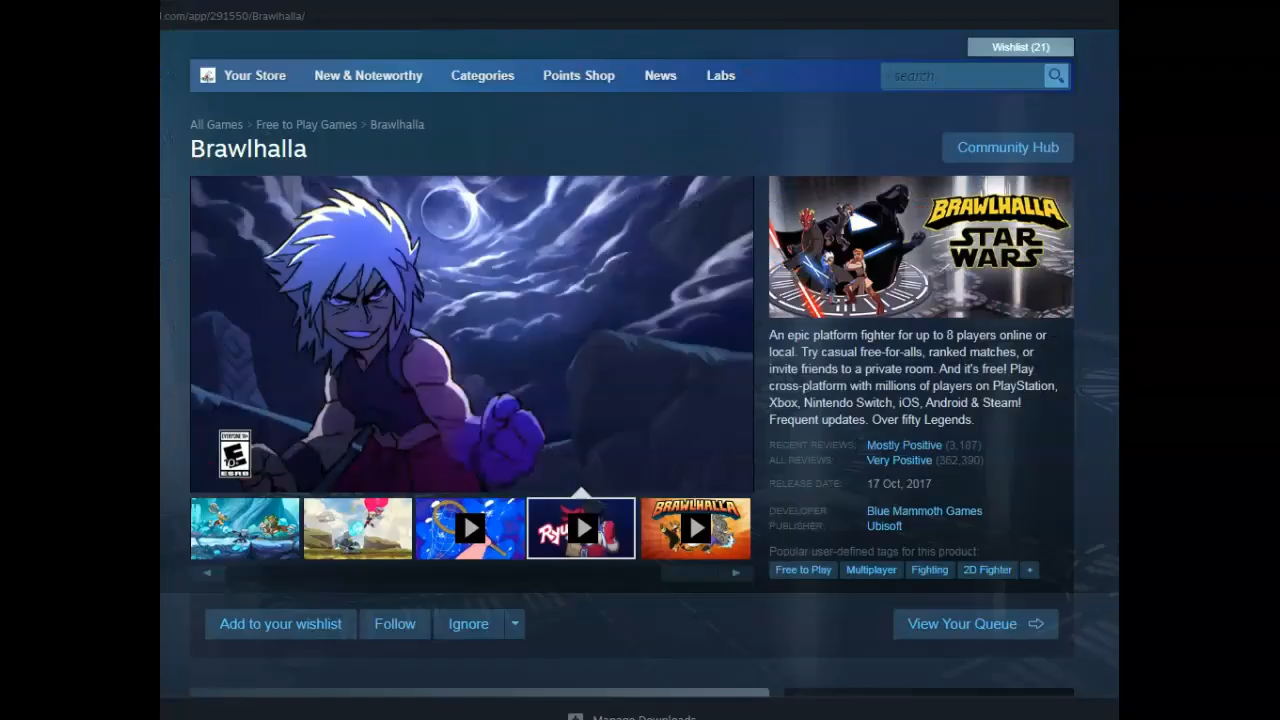 .com/app/291550/Brawlhalla/
Wishlist (21)
Your Store New & Noteworthy Categories Points Shop News Labs
search
All Games > Free to Play Games > Brawlhalla
Brawlhalla
Community Hub
EVERYONE 10+
E
10+
ESRB
BRAWLHALLA
STAR
WARS
An epic platform fighter for up to 8 players online or
local. Try casual free-for-alls, ranked matches, or
invite friends to a private room. And it's free! Play
cross-platform with millions of players on PlayStation,
Xbox, Nintendo Switch, iOS, Android & Steam!
Frequent updates. Over fifty Legends.
RECENT REVIEWS: Mostly Positive (3,187)
ALL REVIEWS: Very Positive (362,390)
RELEASE DATE: 17 Oct, 2017
DEVELOPER: Blue Mammoth Games
PUBLISHER: Ubisoft
Popular user-defined tags for this product:
Free to Play Multiplayer Fighting 2D Fighter +
BRAWLHALLA
Add to your wishlist Follow Ignore
View Your Queue
Manage Downloads